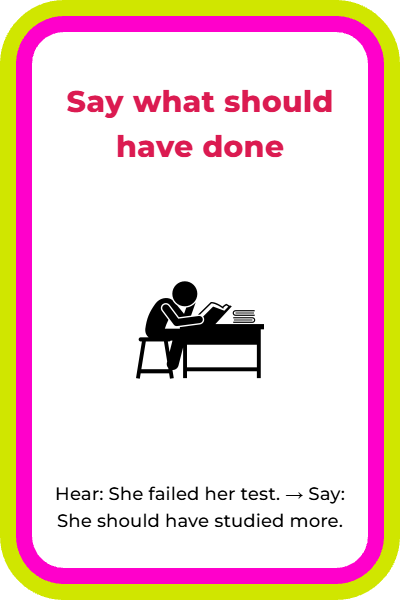 Say what should
have done
Hear: She failed her test. → Say:
She should have studied more.